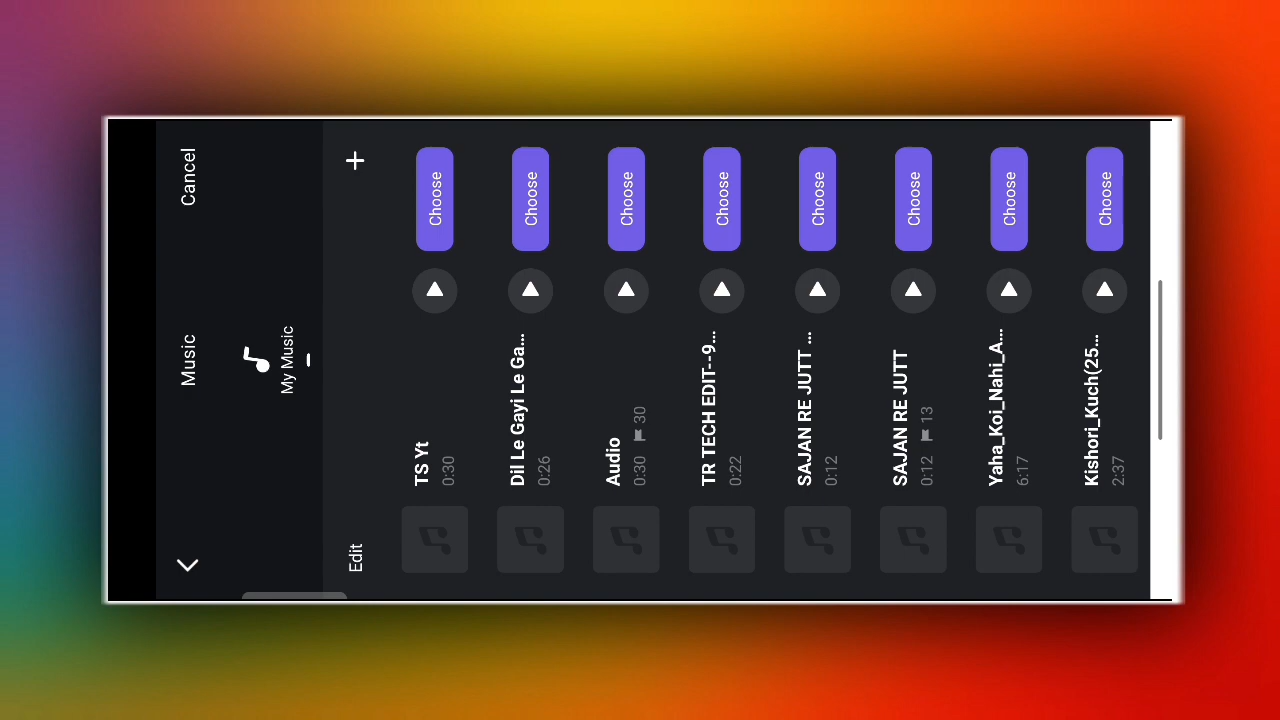 Music
Cancel
My Music
Edit
TS Yt
0:30
Choose
Dil Le Gayi Le Ga...
0:26
Choose
Audio
0:30 30
Choose
TR TECH EDIT--9...
0:22
Choose
SAJAN RE JUTT ...
0:12
Choose
SAJAN RE JUTT
0:12 13
Choose
Yaha_Koi_Nahi_A...
6:17
Choose
Kishori_Kuch(25...
2:37
Choose